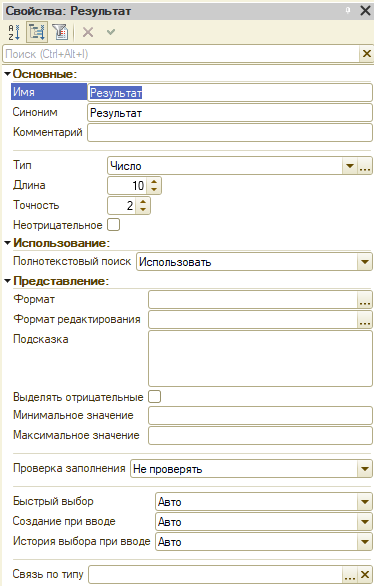 Свойства: Результат
Поиск (Ctrl+Alt+I)
Основные:
Имя Результат
Синоним Результат
Комментарий
Тип Число ...
Длина 10
Точность 2
Неотрицательное
Использование:
Полнотекстовый поиск Использовать
Представление:
Формат ...
Формат редактирования ...
Подсказка
Выделять отрицательные
Минимальное значение
Максимальное значение
Проверка заполнения Не проверять
Быстрый выбор Авто
Создание при вводе Авто
История выбора при вводе Авто
Связь по типу ...